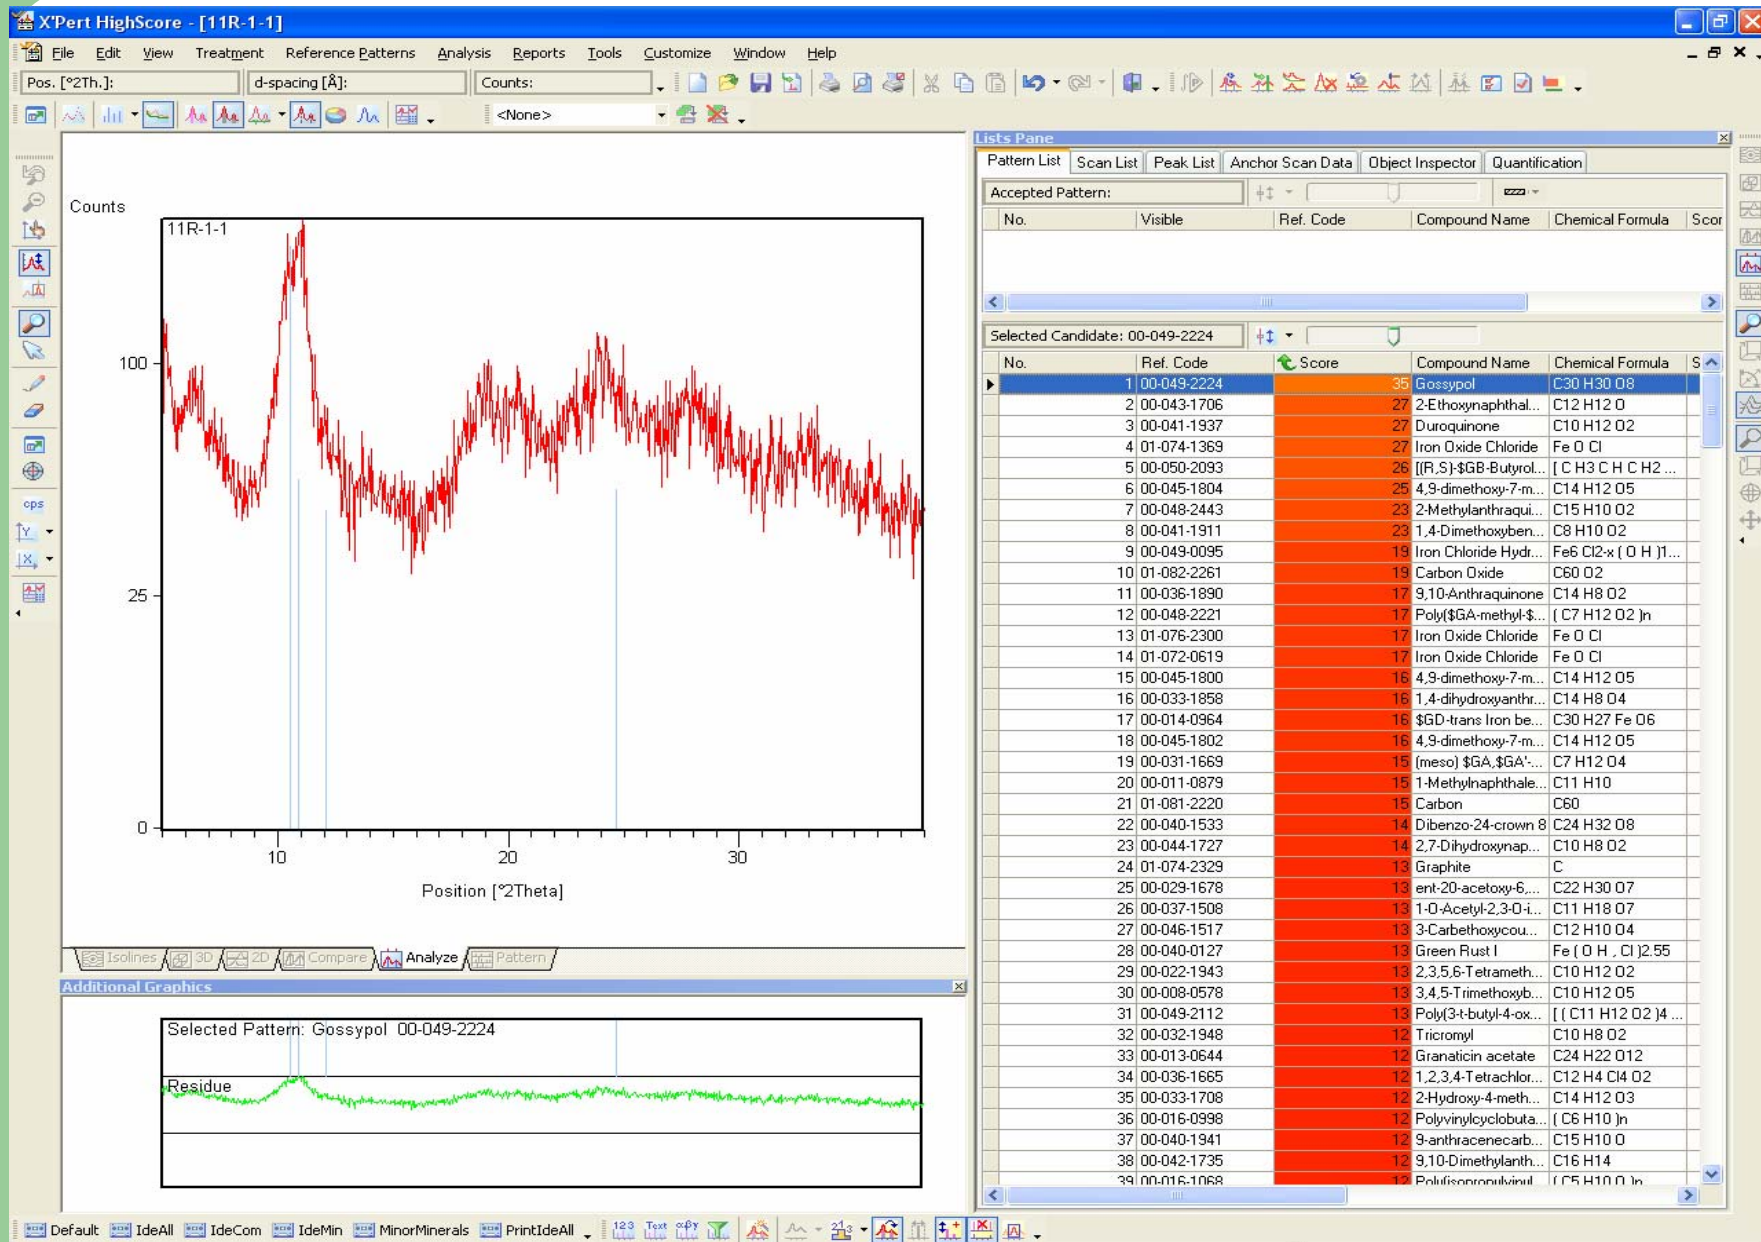 X'Pert HighScore - [11R-1-1]
File Edit View Treatment Reference Patterns Analysis Reports Tools Customize Window Help
Pos. [°2Th.]: d-spacing [Å]: Counts:
<None>
Lists Pane
Pattern List Scan List Peak List Anchor Scan Data Object Inspector Quantification
Accepted Pattern:
No. Visible Ref. Code Compound Name Chemical Formula Scor
Selected Candidate: 00-049-2224
No. Ref. Code Score Compound Name Chemical Formula S
1 00-049-2224 35 Gossypol C30 H30 O8
2 00-043-1706 27 2-Ethoxynaphthal... C12 H12 O
3 00-041-1937 27 Duroquinone C10 H12 O2
4 01-074-1369 27 Iron Oxide Chloride Fe O Cl
5 00-050-2093 26 [(R,S)-$GB-Butyrol... [ C H3 C H C H2 ...
6 00-045-1804 25 4,9-dimethoxy-7-m... C14 H12 O5
7 00-048-2443 23 2-Methylanthraqui... C15 H10 O2
8 00-041-1911 23 1,4-Dimethoxyben... C8 H10 O2
9 00-049-0095 19 Iron Chloride Hydr... Fe6 Cl2-x ( O H )1...
10 01-082-2261 19 Carbon Oxide C60 O2
11 00-036-1890 17 9,10-Anthraquinone C14 H8 O2
12 00-048-2221 17 Poly($GA-methyl-$... ( C7 H12 O2 )n
13 01-076-2300 17 Iron Oxide Chloride Fe O Cl
14 01-072-0619 17 Iron Oxide Chloride Fe O Cl
15 00-045-1800 16 4,9-dimethoxy-7-m... C14 H12 O5
16 00-033-1858 16 1,4-dihydroxyanthr... C14 H8 O4
17 00-014-0964 16 $GD-trans Iron be... C30 H27 Fe O6
18 00-045-1802 16 4,9-dimethoxy-7-m... C14 H12 O5
19 00-031-1669 15 (meso) $GA,$GA'-... C7 H12 O4
20 00-011-0879 15 1-Methylnaphthale... C11 H10
21 01-081-2220 15 Carbon C60
22 00-040-1533 14 Dibenzo-24-crown 8 C24 H32 O8
23 00-044-1727 14 2,7-Dihydroxynap... C10 H8 O2
24 01-074-2329 13 Graphite C
25 00-029-1678 13 ent-20-acetoxy-6,... C22 H30 O7
26 00-037-1508 13 1-O-Acetyl-2,3-O-i... C11 H18 O7
27 00-046-1517 13 3-Carbethoxycou... C12 H10 O4
28 00-040-0127 13 Green Rust I Fe ( O H , Cl )2.55
29 00-022-1943 13 2,3,5,6-Tetrameth... C10 H12 O2
30 00-008-0578 13 3,4,5-Trimethoxyb... C10 H12 O5
31 00-049-2112 13 Poly(3-t-butyl-4-ox... [ ( C11 H12 O2 )4 ...
32 00-032-1948 12 Tricromyl C10 H8 O2
33 00-013-0644 12 Granaticin acetate C24 H22 O12
34 00-036-1665 12 1,2,3,4-Tetrachlor... C12 H4 Cl4 O2
35 00-033-1708 12 2-Hydroxy-4-meth... C14 H12 O3
36 00-016-0998 12 Polyvinylcyclobuta... ( C6 H10 )n
37 00-040-1941 12 9-anthracenecarb... C15 H10 O
38 00-042-1735 12 9,10-Dimethylanth... C16 H14
39 00-016-1068 12 Poly(isopropylvinyl ( C5 H10 O )n
cps
Counts
11R-1-1
100
25
0
10 20 30
Position [°2Theta]
Isolines 3D 2D Compare Analyze Pattern
Additional Graphics
Selected Pattern: Gossypol 00-049-2224
Residue
Default IdeAll IdeCom IdeMin MinorMinerals PrintIdeAll 123 Text αβγ